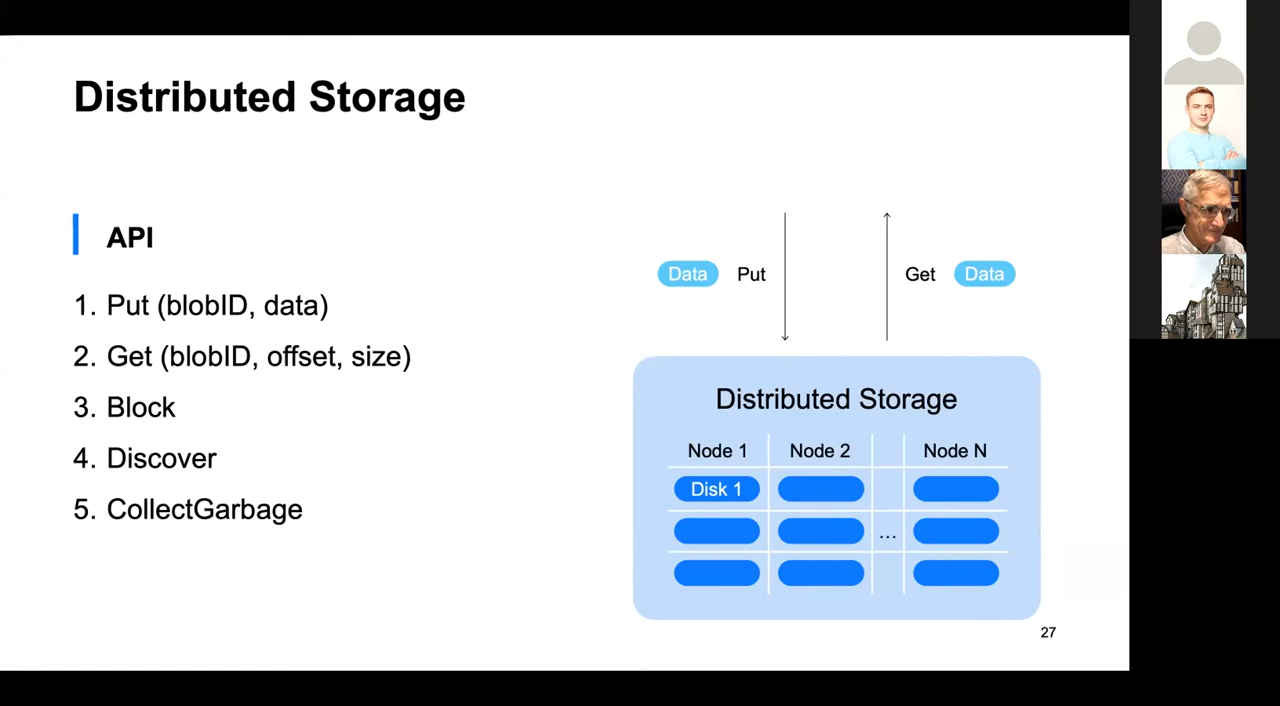 Distributed Storage
API
1. Put (blobID, data)
2. Get (blobID, offset, size)
3. Block
4. Discover
5. CollectGarbage
Data Put Get Data
Distributed Storage
Node 1 Node 2 Node N
Disk 1
...
27